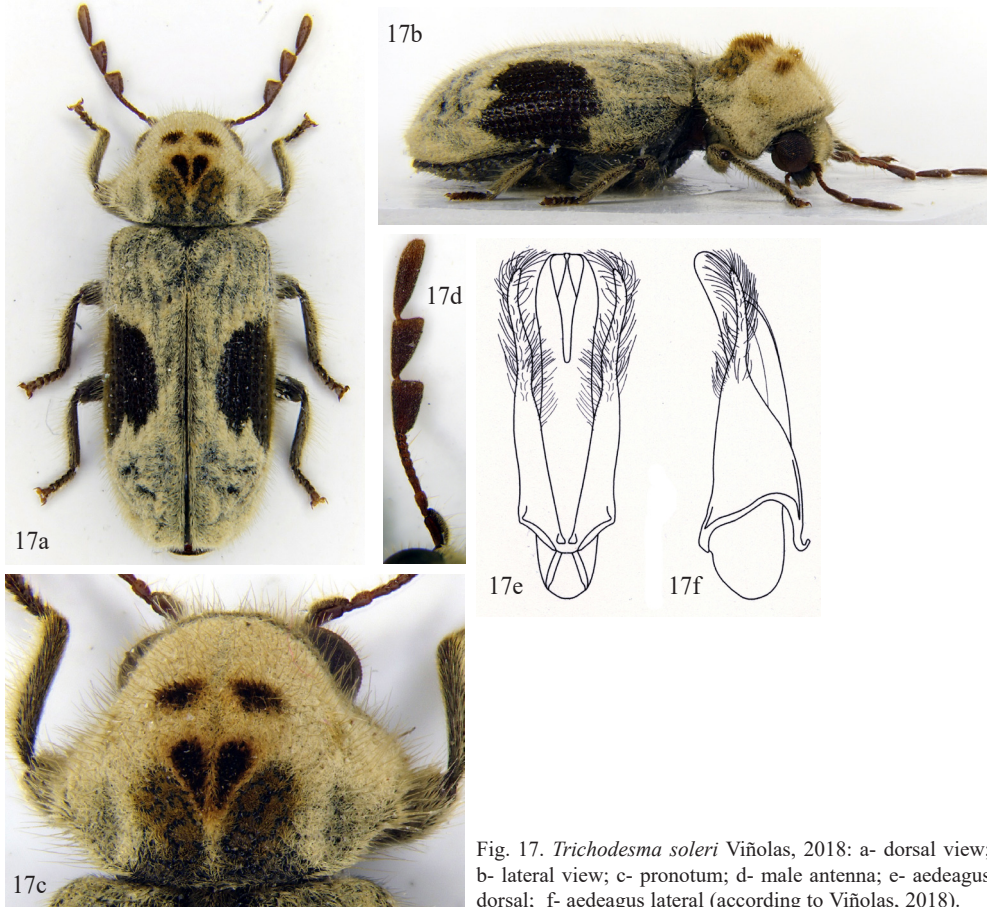 17a
17b
17c
17d
17e
17f
Fig. 17. Trichodesma soleri Viñolas, 2018: a- dorsal view;
b- lateral view; c- pronotum; d- male antenna; e- aedeagus
dorsal; f- aedeagus lateral (according to Viñolas, 2018).